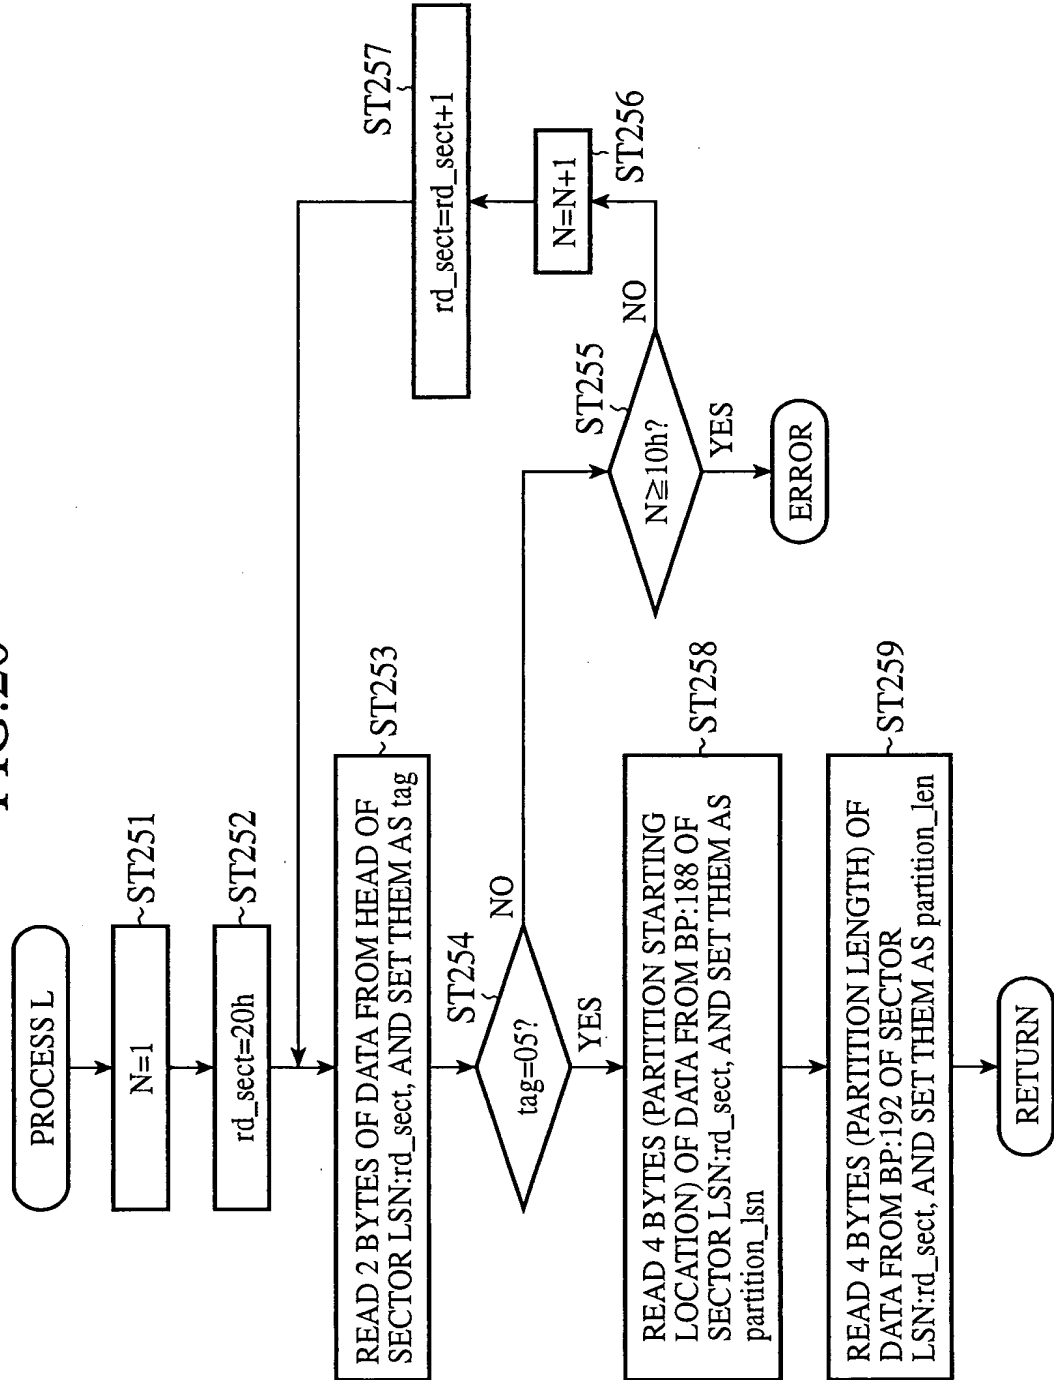 PROCESS L
N=1
~ST251
rd_sect=20h
~ST252
READ 2 BYTES OF DATA FROM HEAD OF
SECTOR LSN:rd_sect, AND SET THEM AS tag
~ST253
tag=05?
ST254
NO
YES
READ 4 BYTES (PARTITION STARTING
LOCATION) OF DATA FROM BP:188 OF
SECTOR LSN:rd_sect, AND SET THEM AS
partition_lsn
~ST258
READ 4 BYTES (PARTITION LENGTH) OF
DATA FROM BP:192 OF SECTOR
LSN:rd_sect, AND SET THEM AS partition_len
~ST259
RETURN
N≧10h?
ST255
NO
YES
ERROR
N=N+1
~ST256
rd_sect=rd_sect+1
ST257